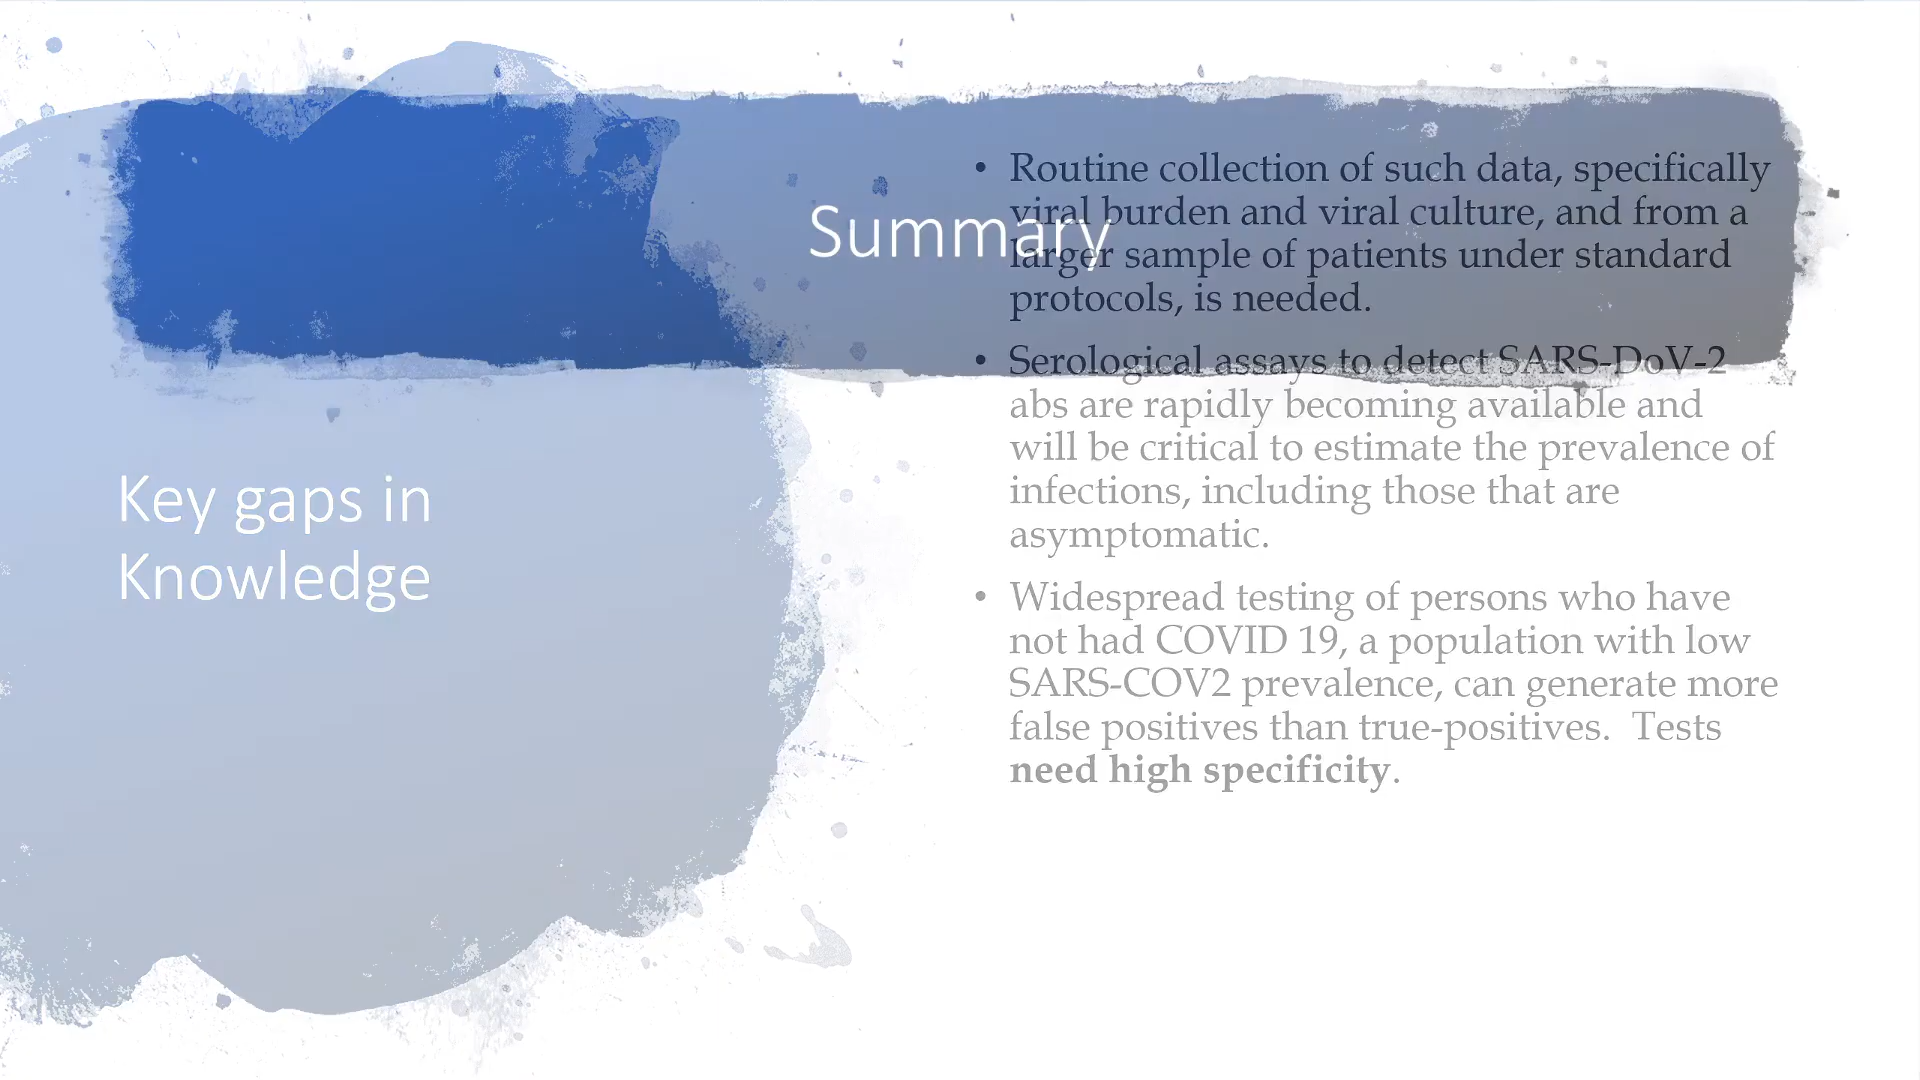 Summary
Key gaps in
Knowledge
• Routine collection of such data, specifically
viral burden and viral culture, and from a
larger sample of patients under standard
protocols, is needed.
• Serological assays to detect SARS-DoV-2
abs are rapidly becoming available and
will be critical to estimate the prevalence of
infections, including those that are
asymptomatic.
• Widespread testing of persons who have
not had COVID 19, a population with low
SARS-COV2 prevalence, can generate more
false positives than true-positives.  Tests
need high specificity.